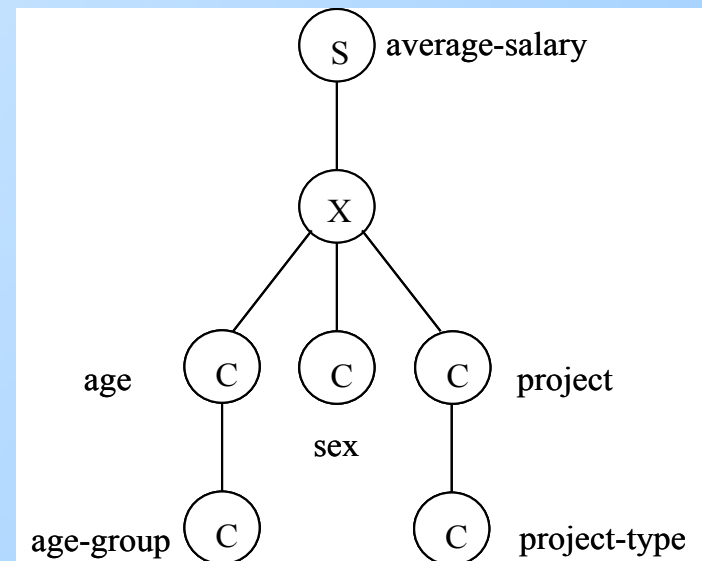 S average-salary
X
age C C C project
sex
age-group C C project-type